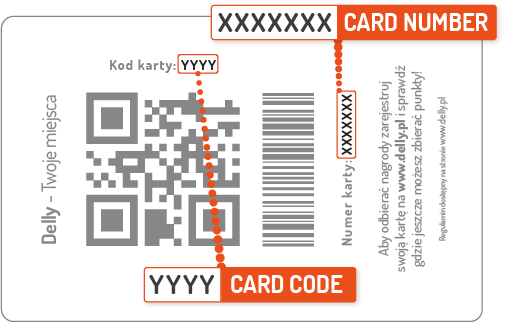 XXXXXXX CARD NUMBER
Kod karty: YYYY
Delly - Twoje miejsca
Numer karty: XXXXXXX
Aby odbierać nagrody zarejestruj
swoją kartę na www.delly.pl i sprawdź
gdzie jeszcze możesz zbierać punkty!
Regulamin dostępny na stronie www.delly.pl
YYYY CARD CODE